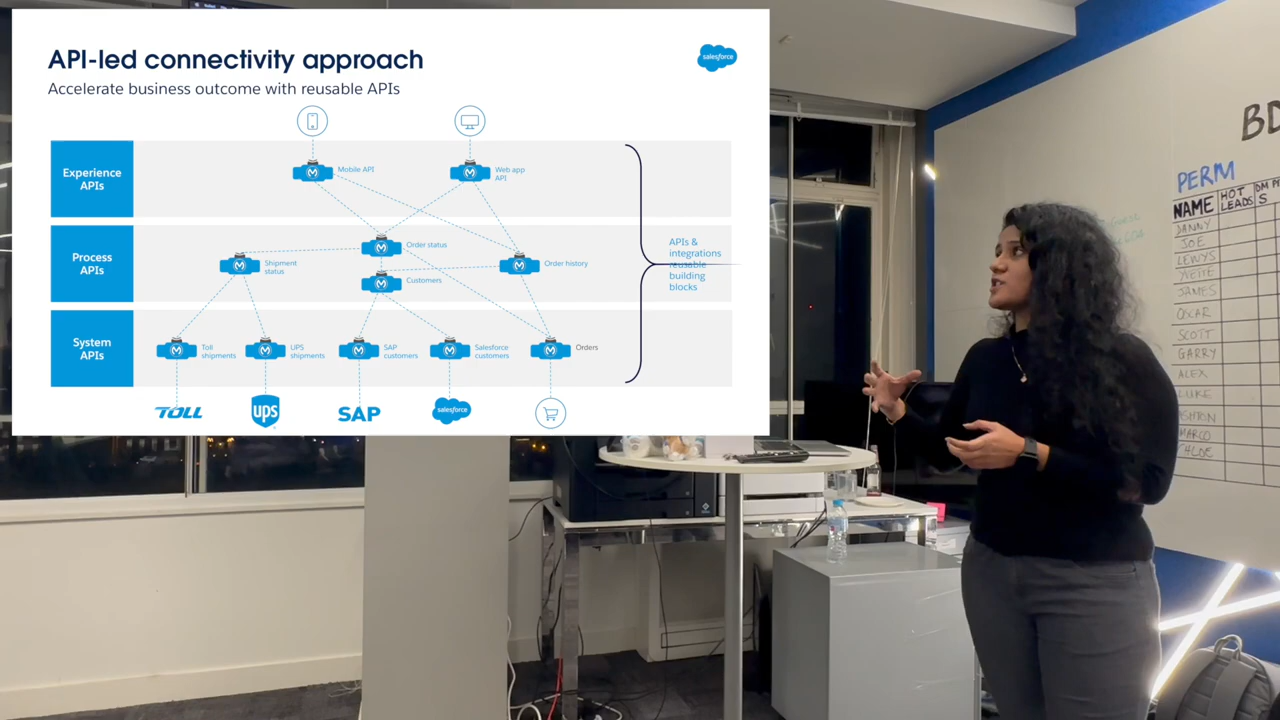 API-led connectivity approach
salesforce
Accelerate business outcome with reusable APIs
Experience
APIs
Mobile API
Web app
API
Process
APIs
Order status
Shipment
status
Customers
Order history
APIs &
integrations
reusable
building
blocks
System
APIs
Toll
shipments
UPS
shipments
SAP
customers
Salesforce
customers
Orders
TOLL
ups
SAP
salesforce
BD
PERM
NAME
HOT
LEADS
DM
S
DANNY
JOE
LEWYS
YVETTE
JAMES
OSCAR
SCOTT
GARRY
ALEX
LUKE
ASHTON
MARCO
CHLOE